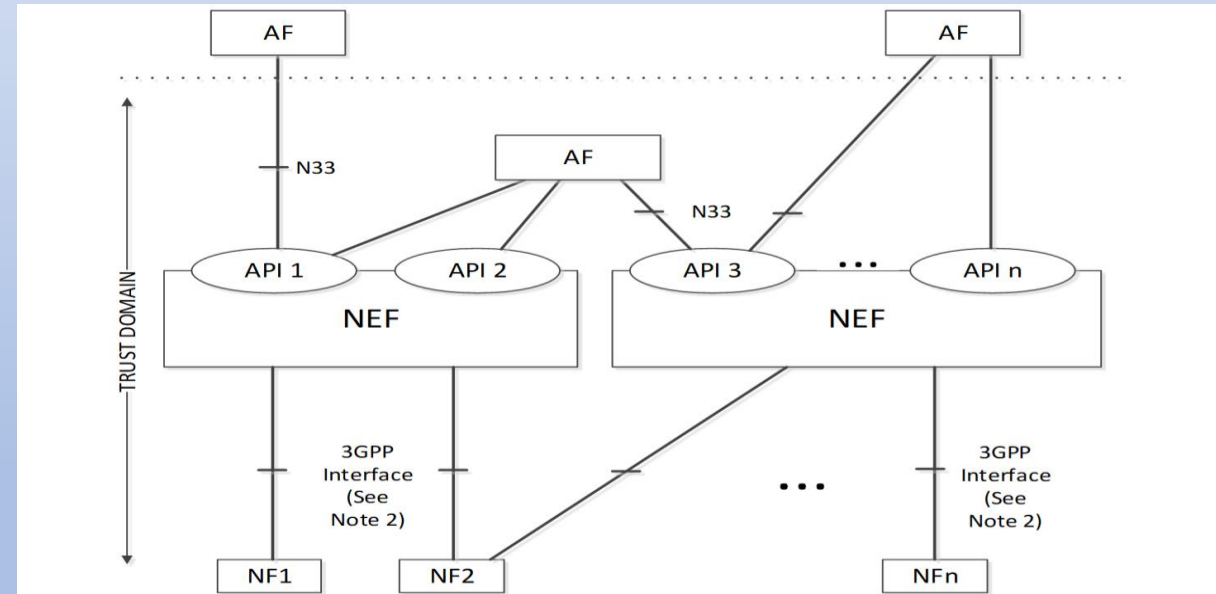 AF
AF
AF
N33
N33
TRUST DOMAIN
API 1
API 2
API 3
...
API n
NEF
NEF
3GPP
Interface
(See
Note 2)
...
3GPP
Interface
(See
Note 2)
NF1
NF2
NFn